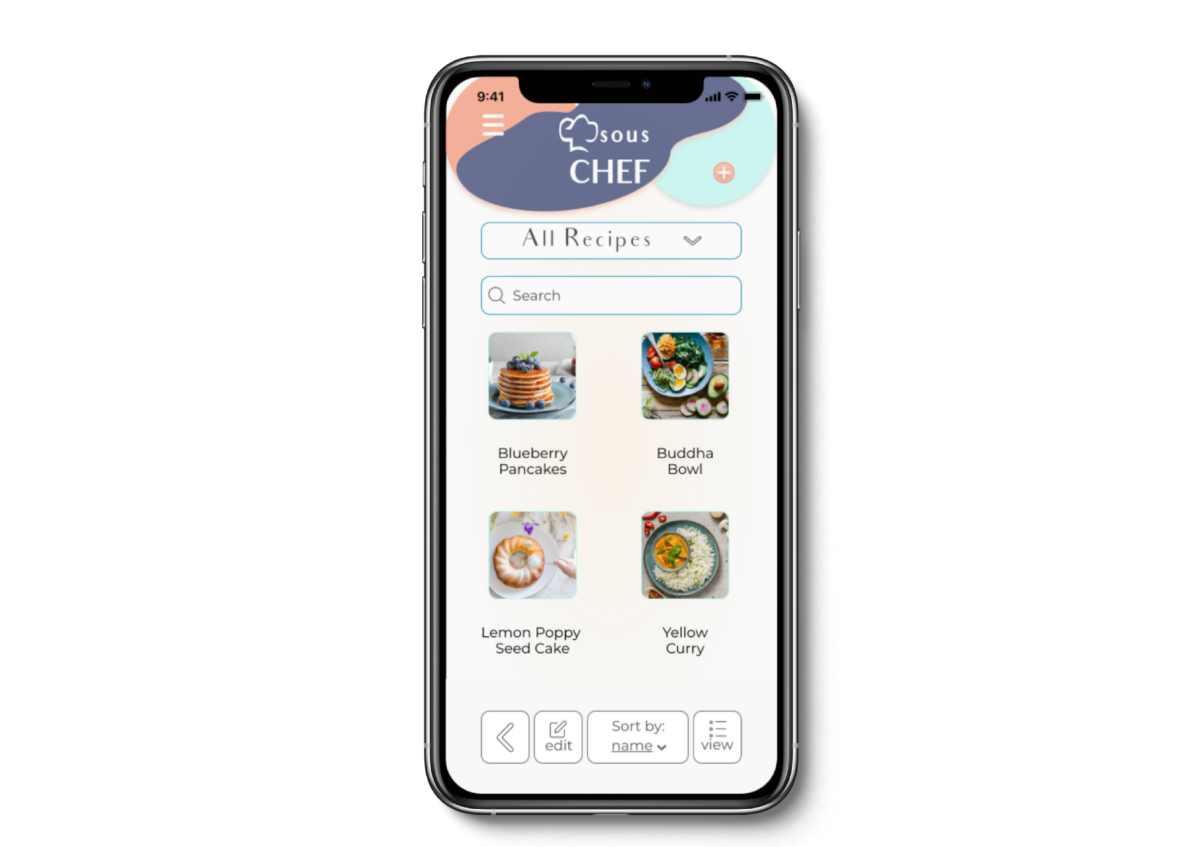 9:41
sous
CHEF
All Recipes
Search
Blueberry
Pancakes
Buddha
Bowl
Lemon Poppy
Seed Cake
Yellow
Curry
edit
Sort by:
name
view